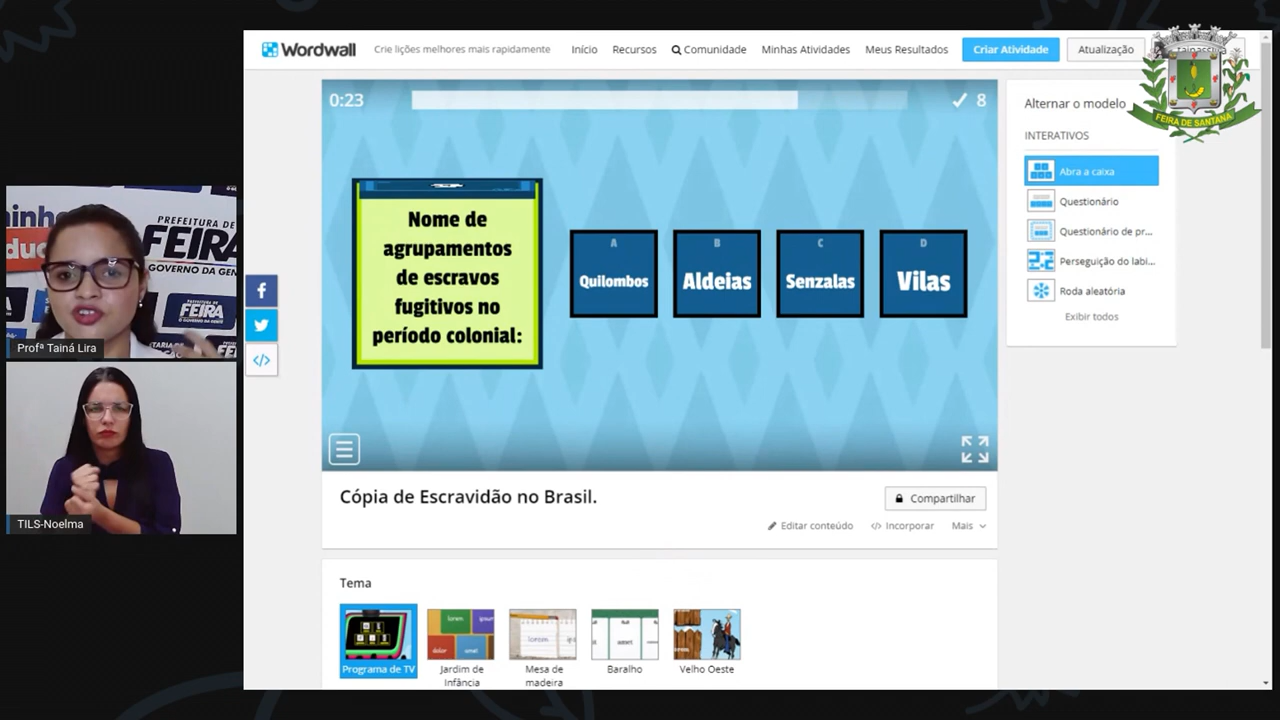 Wordwall
Crie lições melhores mais rapidamente
Início
Recursos
Comunidade
Minhas Atividades
Meus Resultados
Criar Atividade
Atualização
FEIRA DE SANTANA
0:23
8
Nome de
agrupamentos
de escravos
fugitivos no
período colonial:
A
Quilombos
B
Aldeias
C
Senzalas
D
Vilas
Alternar o modelo
INTERATIVOS
Abra a caixa
Questionário
Questionário de pr...
Perseguição do labi...
Roda aleatória
Exibir todos
PREFEITURA DE
FEIRA
GOVERNO DA GEN
FEIRA
Profª Tainá Lira
TILS-Noelma
Cópia de Escravidão no Brasil.
Compartilhar
Editar conteúdo
Incorporar
Mais
Tema
Programa de TV
Jardim de
Infância
Mesa de
madeira
Baralho
Velho Oeste